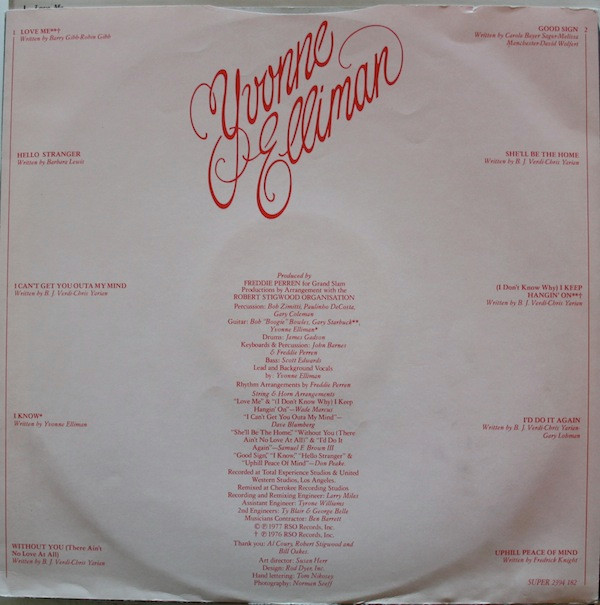 1 LOVE ME**†
Written by Barry Gibb-Robin Gibb
HELLO STRANGER
Written by Barbara Lewis
I CAN'T GET YOU OUTA MY MIND
Written by B. J. Verdi-Chris Yarian
I KNOW*
Written by Yvonne Elliman
WITHOUT YOU (There Ain't
No Love At All)
Written by B. J. Verdi-Chris Yarian
Yvonne
Elliman
Produced by
FREDDIE PERREN for Grand Slam
Productions by Arrangement with the
ROBERT STIGWOOD ORGANISATION
Percussion: Bob Zimitti, Paulinho DaCosta,
Gary Coleman
Guitar: Bob "Boogie" Bowles, Gary Starbuck**,
Yvonne Elliman*
Drums: James Gadson
Keyboards & Percussion: John Barnes
& Freddie Perren
Bass: Scott Edwards
Lead and Background Vocals
by Yvonne Elliman
Rhythm Arrangements by Freddie Perren
String & Horn Arrangements
"Love Me" & "(I Don't Know Why) I Keep
Hangin' On"—Wade Marcus
"I Can't Get You Outa My Mind"—
Dave Blumberg
"She'll Be The Home," "Without You (There
Ain't No Love At All)" & "I'd Do It
Again"—Samuel F. Brown III
"Good Sign," "I Know," "Hello Stranger" &
"Uphill Peace Of Mind"—Don Peake
Recorded at Total Experience Studios & United
Western Studios, Los Angeles.
Remixed at Cherokee Recording Studios
Recording and Remixing Engineer: Larry Miles
Assistant Engineer: Tyrone Williams
2nd Engineers: Ty Blair & George Belle
Musicians Contractor: Ben Barrett
© ℗ 1977 RSO Records, Inc.
† ℗ 1976 RSO Records, Inc.
Thank you: Al Coury, Robert Stigwood and
Bill Oakes.
Art director: Susan Herr
Design: Rod Dyer Inc.
Hand lettering: Tom Nikosey
Photography: Norman Seeff
GOOD SIGN 2
Written by Carole Bayer Sager-Melissa
Manchester-David Wolfert
SHE'LL BE THE HOME
Written by B. J. Verdi-Chris Yarian
(I Don't Know Why) I KEEP
HANGIN' ON**†
Written by B. J. Verdi-Chris Yarian
I'D DO IT AGAIN
Written by B. J. Verdi-Chris Yarian-
Gary Lohman
UPHILL PEACE OF MIND
Written by Fredrick Knight
SUPER 2394 182